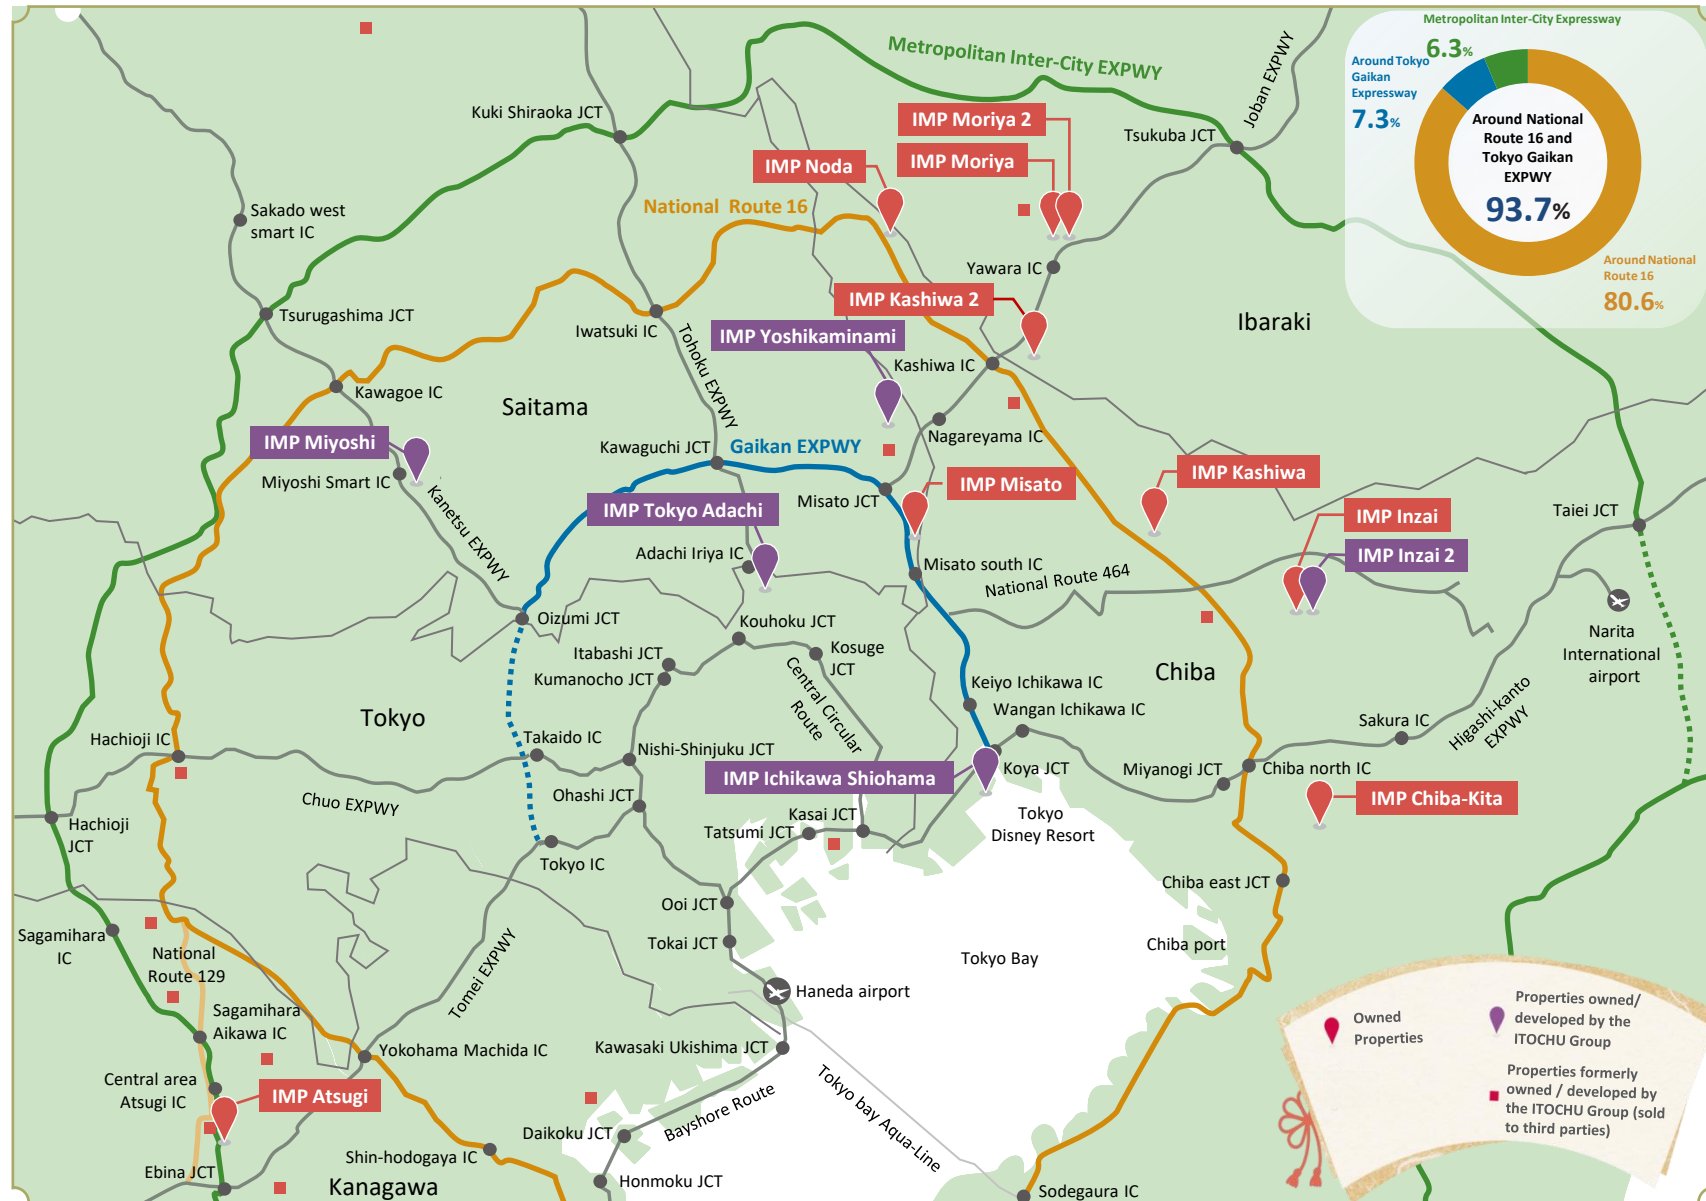 Metropolitan Inter-City Expressway
6.3%
Around Tokyo
Gaikan
Expressway
7.3%
Around National
Route 16 and
Tokyo Gaikan
EXPWY
93.7%
Around National
Route 16
80.6%
Metropolitan Inter-City EXPWY
Joban EXPWY
Kuki Shiraoka JCT
IMP Moriya 2
IMP Moriya
Tsukuba JCT
IMP Noda
National Route 16
Sakado west
smart IC
Yawara IC
IMP Kashiwa 2
Tsurugashima JCT
Iwatsuki IC
Tohoku EXPWY
IMP Yoshikaminami
Ibaraki
Kashiwa IC
Kawagoe IC
Saitama
Nagareyama IC
IMP Miyoshi
Kawaguchi JCT
Gaikan EXPWY
Miyoshi Smart IC
Kanetsu EXPWY
Misato JCT
IMP Misato
IMP Kashiwa
IMP Tokyo Adachi
IMP Inzai
Taiei JCT
Adachi Iriya IC
Misato south IC
National Route 464
IMP Inzai 2
Oizumi JCT
Kouhoku JCT
Itabashi JCT
Kosuge
JCT
Kumanocho JCT
Central Circular
Route
Narita
International
airport
Chiba
Keiyo Ichikawa IC
Wangan Ichikawa IC
Tokyo
Sakura IC
Higashi-kanto
EXPWY
Hachioji IC
Takaido IC
Nishi-Shinjuku JCT
IMP Ichikawa Shiohama
Koya JCT
Miyanogi JCT
Chiba north IC
Chuo EXPWY
Ohashi JCT
IMP Chiba-Kita
Hachioji
JCT
Kasai JCT
Tatsumi JCT
Tokyo
Disney Resort
Tokyo IC
Chiba east JCT
Ooi JCT
Sagamihara
IC
Tokai JCT
Chiba port
National
Route 129
Tomei EXPWY
Tokyo Bay
Haneda airport
Sagamihara
Aikawa IC
Yokohama Machida IC
Kawasaki Ukishima JCT
Central area
Atsugi IC
IMP Atsugi
Tokyo bay Aqua-Line
Bayshore Route
Daikoku JCT
Shin-hodogaya IC
Ebina JCT
Kanagawa
Honmoku JCT
Sodegaura IC
Owned
Properties
Properties owned/
developed by the
ITOCHU Group
Properties formerly
owned / developed by
the ITOCHU Group (sold
to third parties)